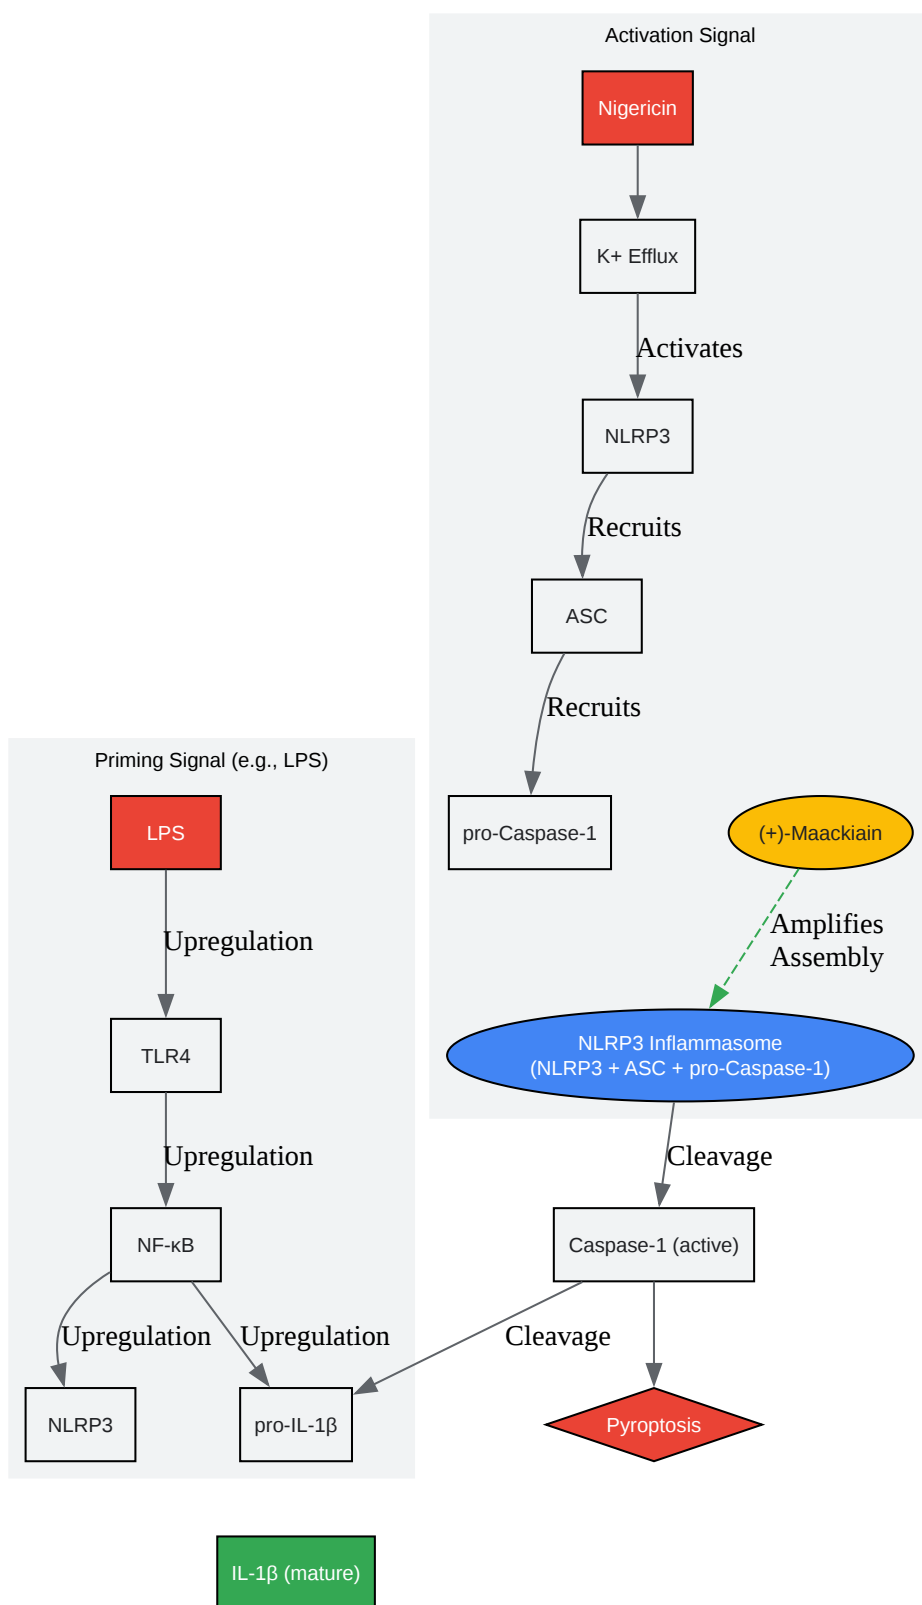 Activation Signal
Nigericin
K+ Efflux
Activates
NLRP3
Recruits
ASC
Recruits
pro-Caspase-1
(+)-Maackiain
Amplifies
Assembly
NLRP3 Inflammasome
(NLRP3 + ASC + pro-Caspase-1)
Cleavage
Caspase-1 (active)
Cleavage
Pyroptosis
Priming Signal (e.g., LPS)
LPS
Upregulation
TLR4
Upregulation
NF-κB
Upregulation
Upregulation
NLRP3
pro-IL-1β
IL-1β (mature)